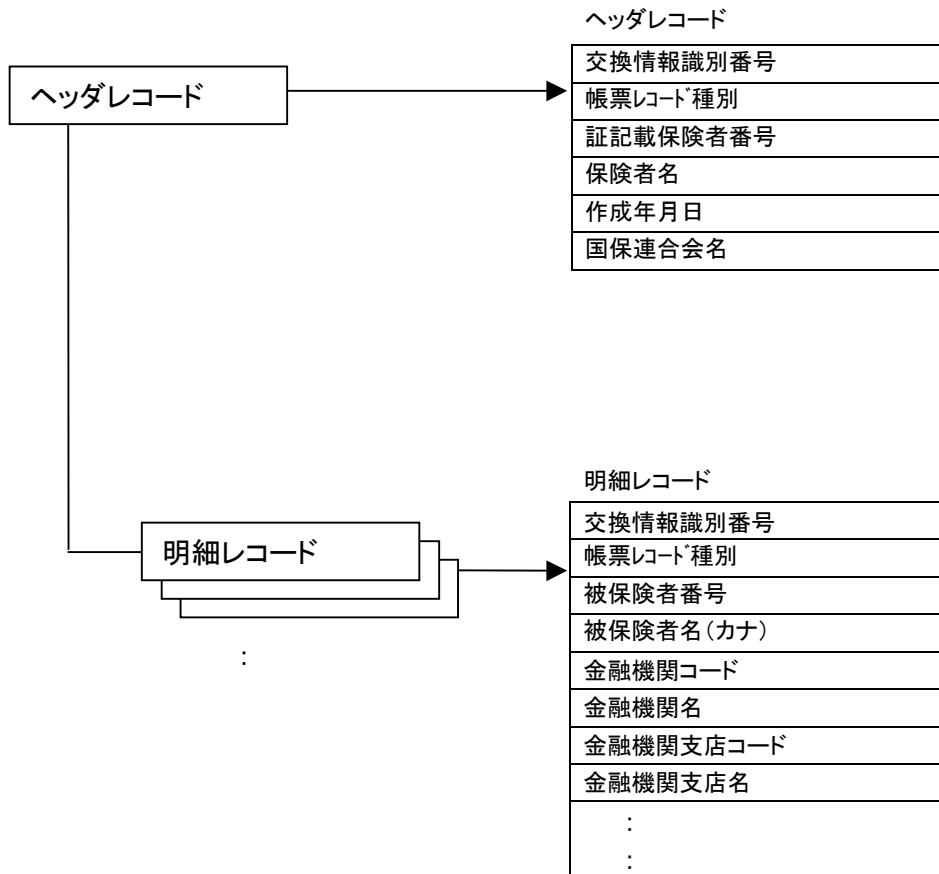 ヘッダレコード
ヘッダレコード
交換情報識別番号
帳票ﾚｺｰﾄﾞ種別
証記載保険者番号
保険者名
作成年月日
国保連合会名
明細レコード
明細レコード
:
交換情報識別番号
帳票ﾚｺｰﾄﾞ種別
被保険者番号
被保険者名(カナ)
金融機関コード
金融機関名
金融機関支店コード
金融機関支店名
:
: